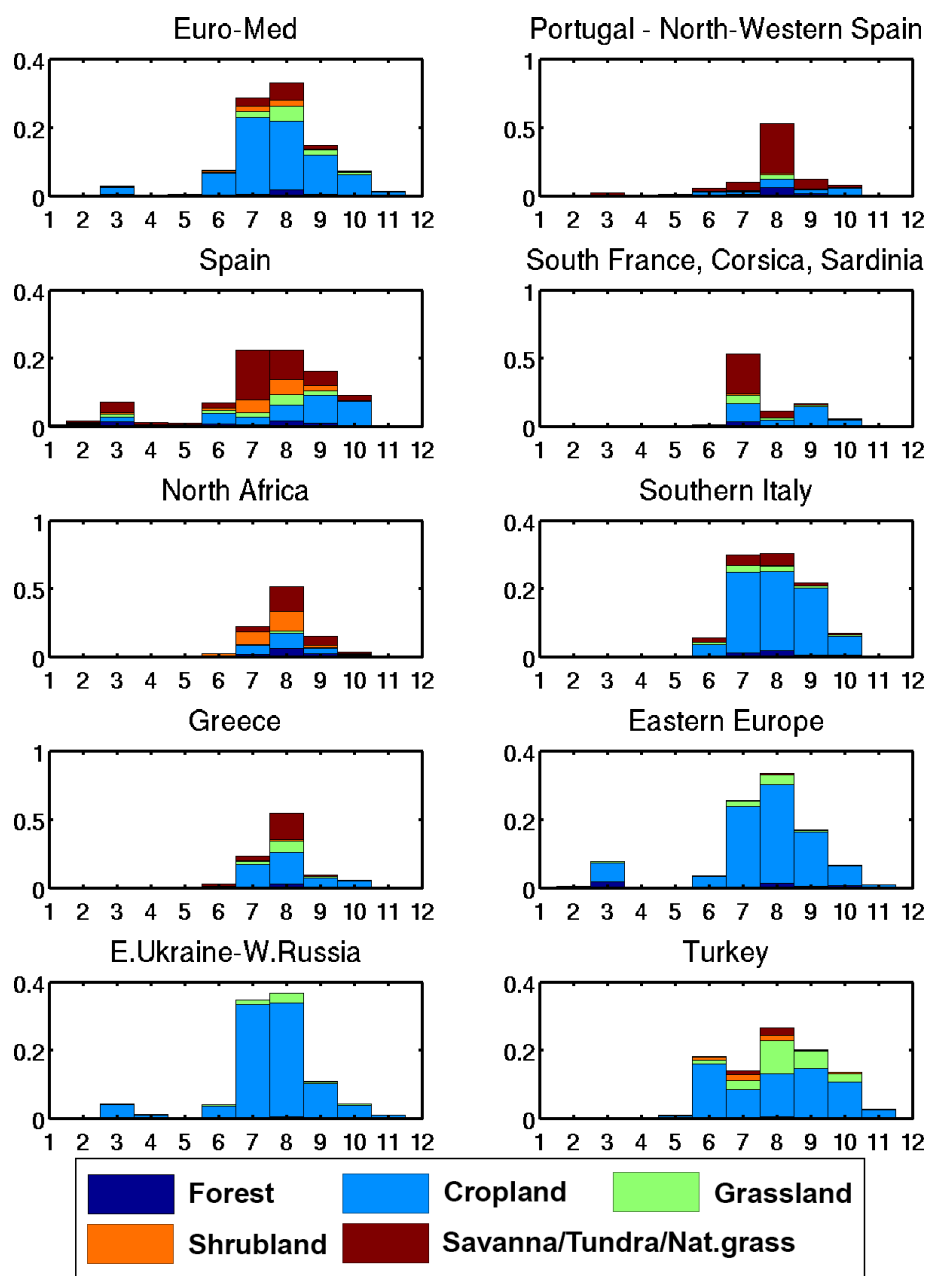 Euro-Med
Portugal - North-Western Spain
0.4
0.2
0
1 2 3 4 5 6 7 8 9 10 11 12
1
0.5
0
1 2 3 4 5 6 7 8 9 10 11 12
Spain
South France, Corsica, Sardinia
0.4
0.2
0
1 2 3 4 5 6 7 8 9 10 11 12
1
0.5
0
1 2 3 4 5 6 7 8 9 10 11 12
North Africa
Southern Italy
1
0.5
0
1 2 3 4 5 6 7 8 9 10 11 12
0.4
0.2
0
1 2 3 4 5 6 7 8 9 10 11 12
Greece
Eastern Europe
1
0.5
0
1 2 3 4 5 6 7 8 9 10 11 12
0.4
0.2
0
1 2 3 4 5 6 7 8 9 10 11 12
E.Ukraine-W.Russia
Turkey
0.4
0.2
0
1 2 3 4 5 6 7 8 9 10 11 12
0.4
0.2
0
1 2 3 4 5 6 7 8 9 10 11 12
Forest
Cropland
Grassland
Shrubland
Savanna/Tundra/Nat.grass